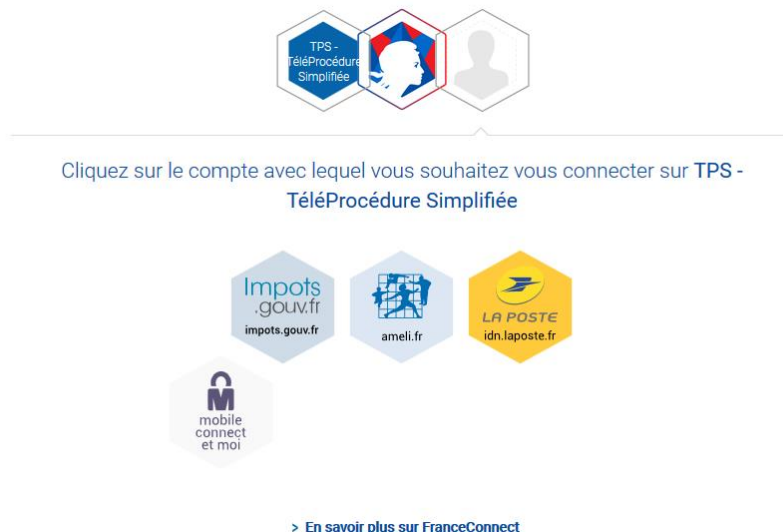 TPS -
TéléProcédure
Simplifiée
Cliquez sur le compte avec lequel vous souhaitez vous connecter sur TPS -
TéléProcédure Simplifiée
Impots
.gouv.fr
impots.gouv.fr
ameli.fr
LA POSTE
idn.laposte.fr
M
mobile
connect
et moi
> En savoir plus sur FranceConnect